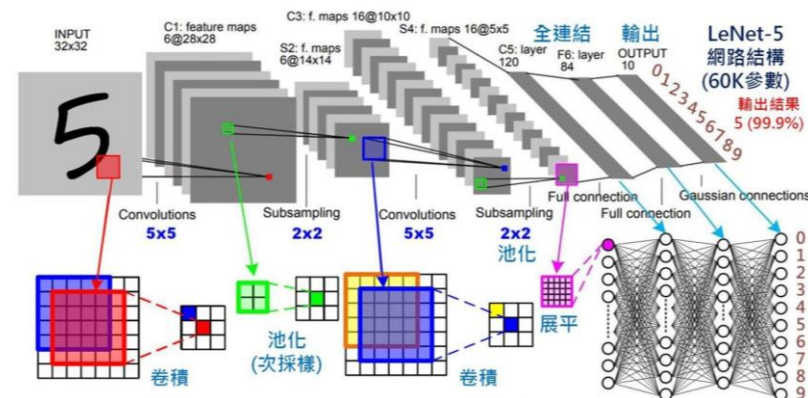 INPUT
32x32
C1: feature maps
6@28x28
C3: f. maps 16@10x10
S2: f. maps
6@14x14
S4: f. maps 16@5x5
全連結
C5: layer
120
F6: layer
84
輸出
OUTPUT
10
LeNet-5
網路結構
(60K參數)
輸出結果
5 (99.9%)
0123456789
5
Convolutions
5x5
Subsampling
2x2
Convolutions
5x5
Subsampling
2x2
池化
Full connection
Full connection
Gaussian connections
卷積
池化
(次採樣)
卷積
展平
0
1
2
3
4
5
6
7
8
9